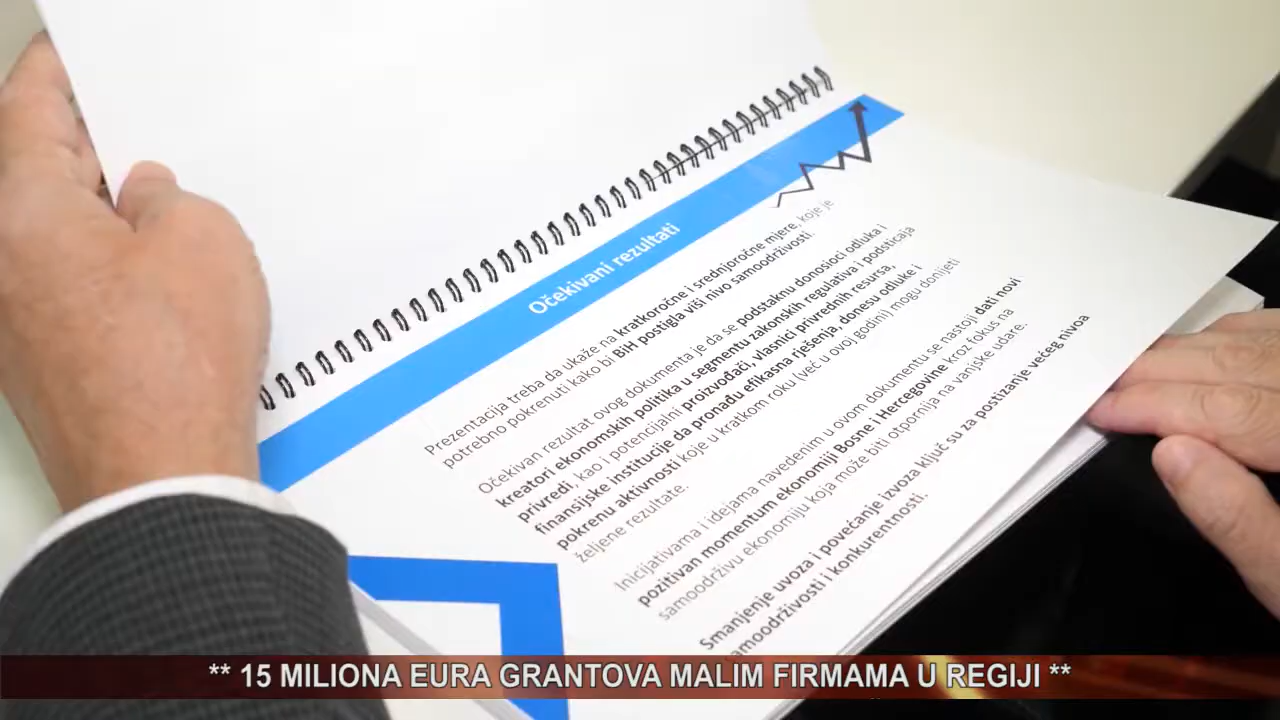 Očekivani rezultati
Prezentacija treba da ukaže na kratkoročne i srednjoročne mjere, koje je
potrebno pokrenuti kako bi BiH postigla viši nivo samoodrživosti.
Očekivan rezultat ovog dokumenta je da se podstaknu donosioci odluka i
kreatori ekonomskih politika u segmentu zakonskih regulativa i podsticaja
privredi, kao i potencijalni proizvođači, vlasnici privrednih resursa,
finansijske institucije da pronađu efikasna rješenja, donesu odluke i
pokrenu aktivnosti koje u kratkom roku (već u ovoj godini) mogu donijeti
željene rezultate.
Inicijativama i idejama navedenim u ovom dokumentu se nastoji dati novi
pozitivan momentum ekonomiji Bosne i Hercegovine kroz fokus na
samoodrživu ekonomiju koja može biti otpornija na vanjske udare.
Smanjenje uvoza i povećanje izvoza ključ su za postizanje većeg nivoa
samoodrživosti i konkurentnosti.
** 15 MILIONA EURA GRANTOVA MALIM FIRMAMA U REGIJI **